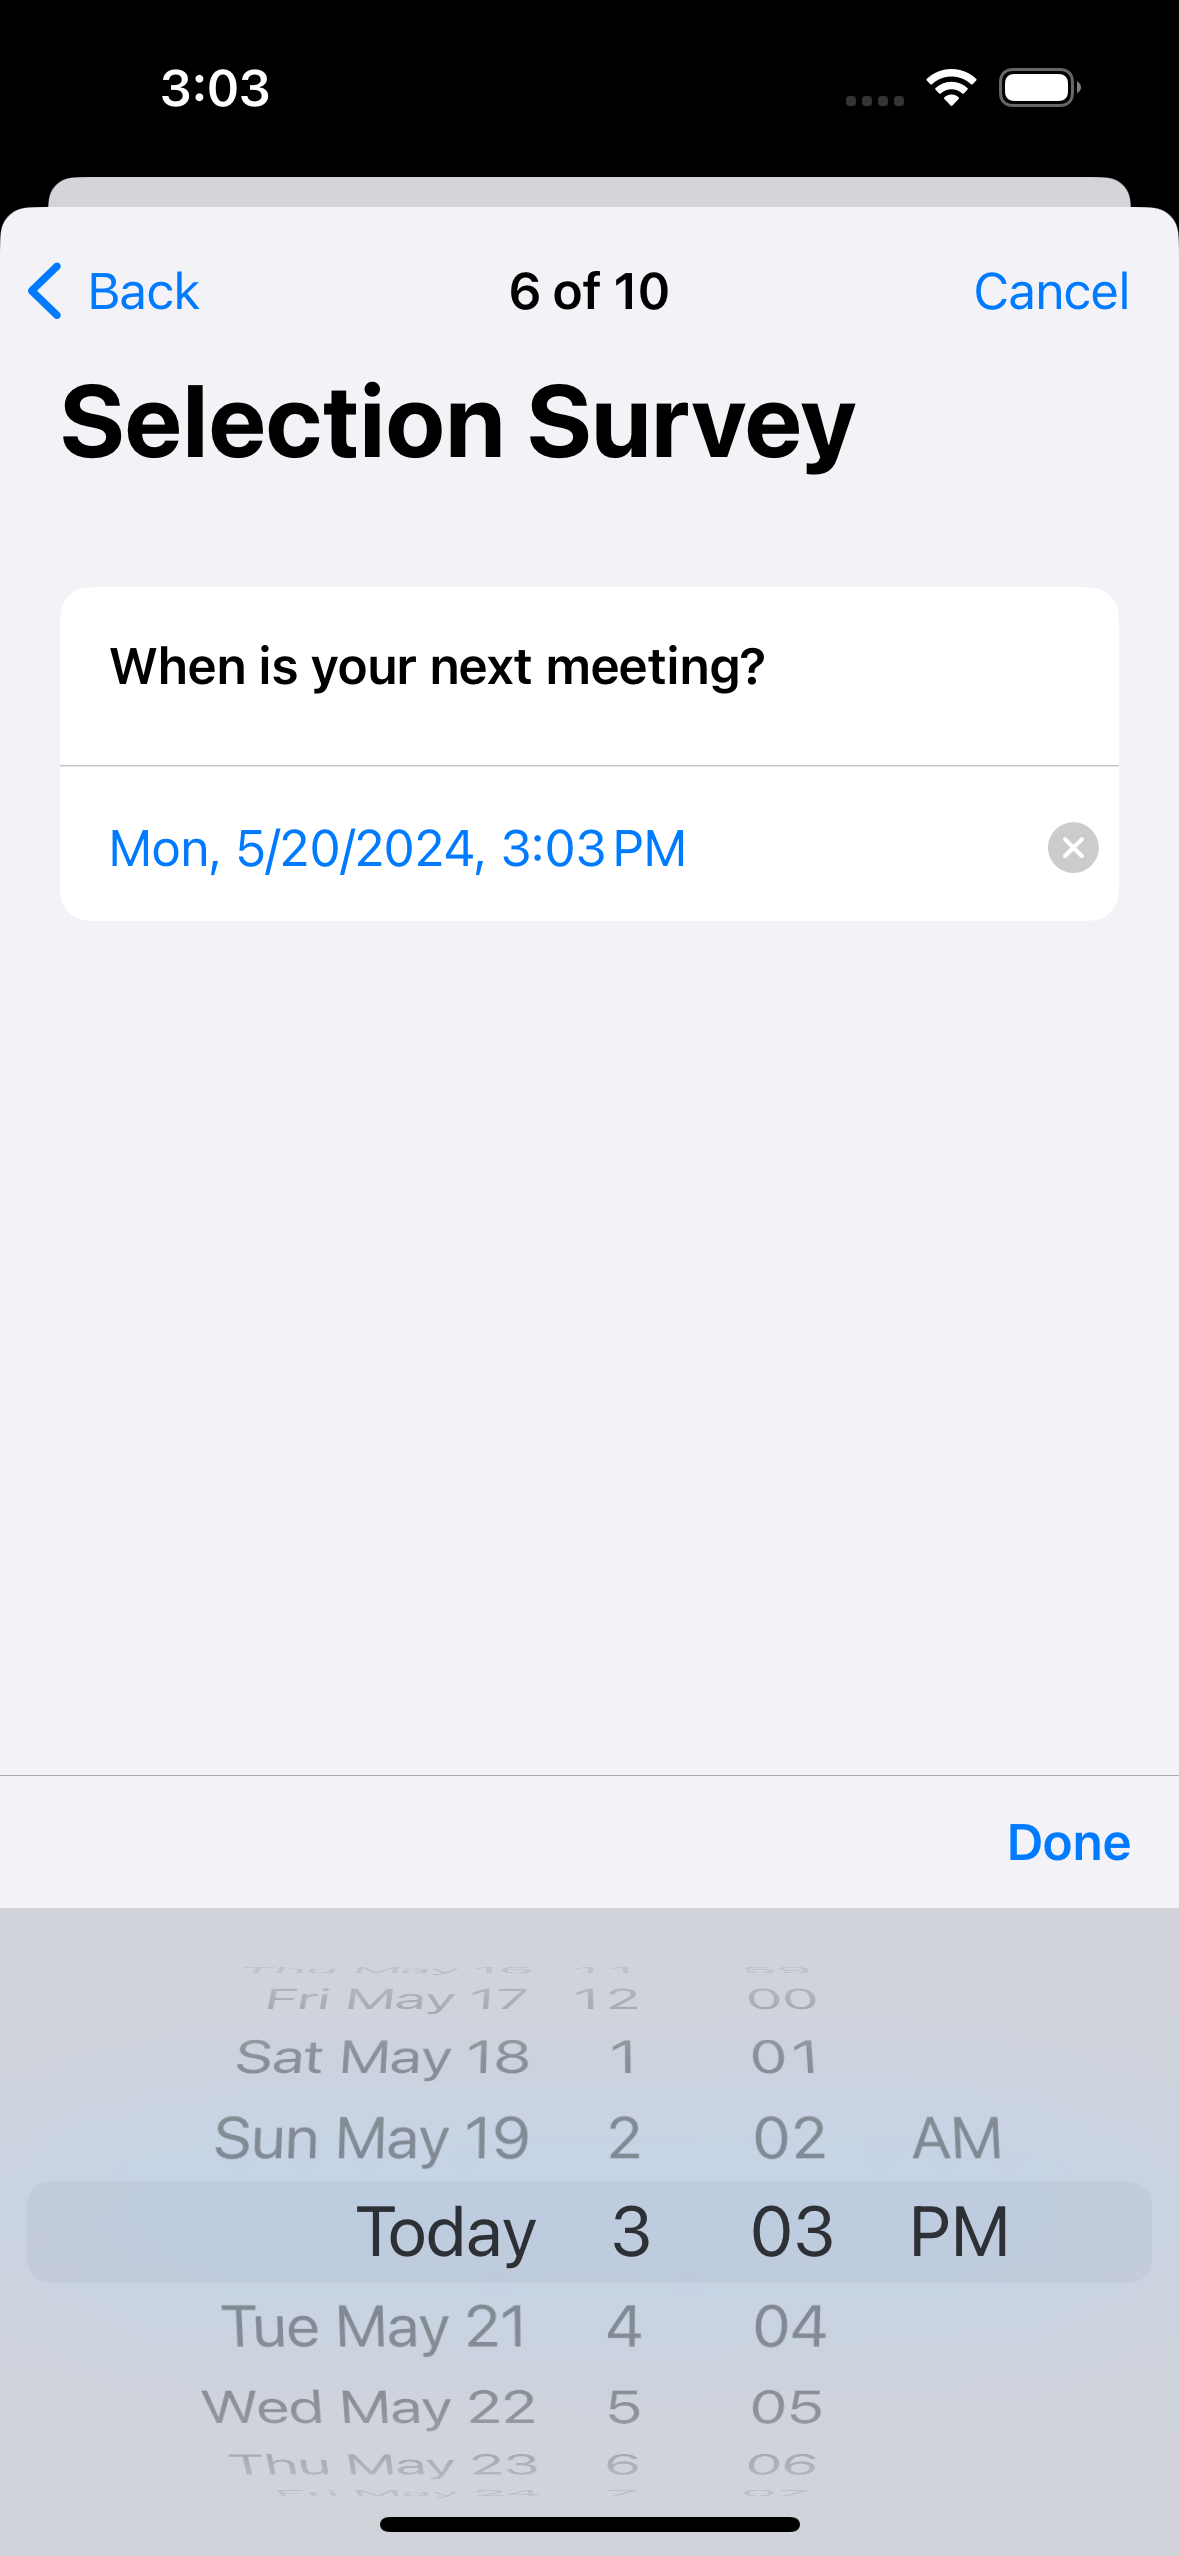 3:03
Back 6 of 10 Cancel
Selection Survey
When is your next meeting?
Mon, 5/20/2024, 3:03 PM
Done
Thu May 16 11 59
Fri May 17 12 00
Sat May 18 1 01
Sun May 19 2 02 AM
Today 3 03 PM
Tue May 21 4 04
Wed May 22 5 05
Thu May 23 6 06
Fri May 24 7 07